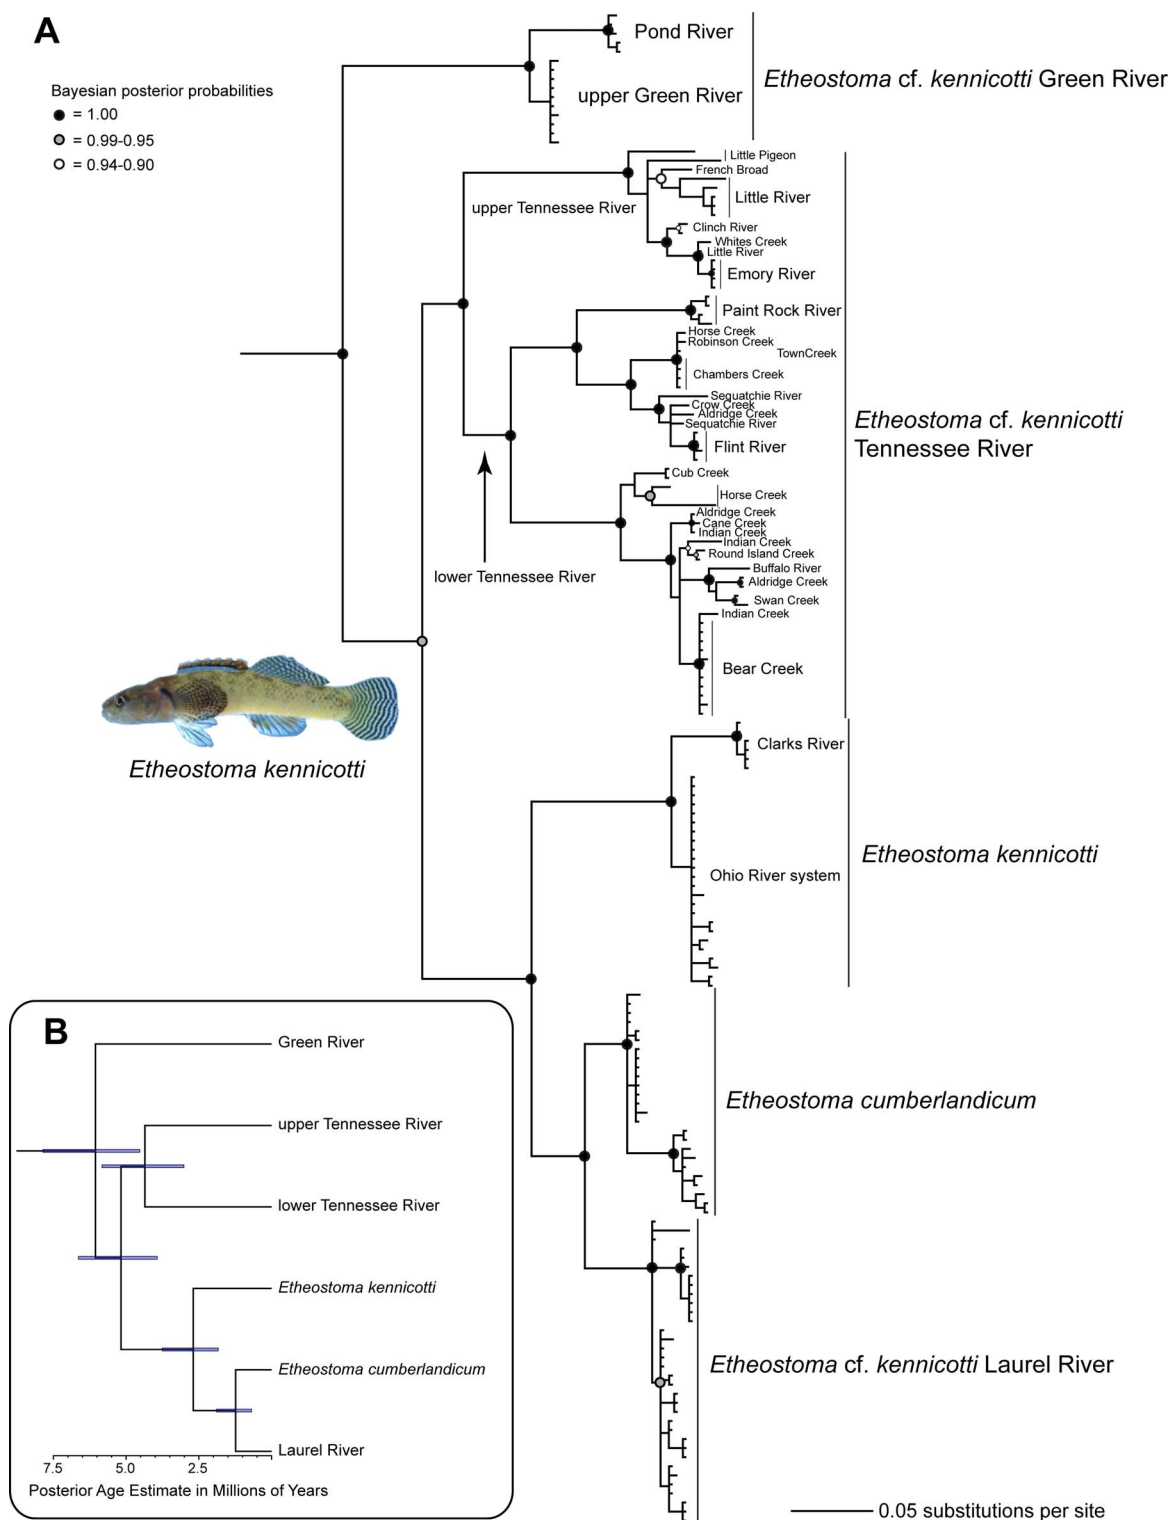 A
Bayesian posterior probabilities
= 1.00
= 0.99-0.95
= 0.94-0.90
Pond River
upper Green River
Etheostoma cf. kennicotti Green River
Little Pigeon
French Broad
Little River
upper Tennessee River
Clinch River
Whites Creek
Little River
Emory River
Paint Rock River
Horse Creek
Robinson Creek
TownCreek
Chambers Creek
Sequatchie River
Crow Creek
Aldridge Creek
Sequatchie River
Flint River
Etheostoma cf. kennicotti
Tennessee River
Cub Creek
Horse Creek
Aldridge Creek
Cane Creek
Indian Creek
Indian Creek
Round Island Creek
Buffalo River
Aldridge Creek
Swan Creek
Indian Creek
Bear Creek
lower Tennessee River
Etheostoma kennicotti
Clarks River
Ohio River system
Etheostoma kennicotti
Etheostoma cumberlandicum
Etheostoma cf. kennicotti Laurel River
0.05 substitutions per site
B
Green River
upper Tennessee River
lower Tennessee River
Etheostoma kennicotti
Etheostoma cumberlandicum
Laurel River
7.5 5.0 2.5
Posterior Age Estimate in Millions of Years